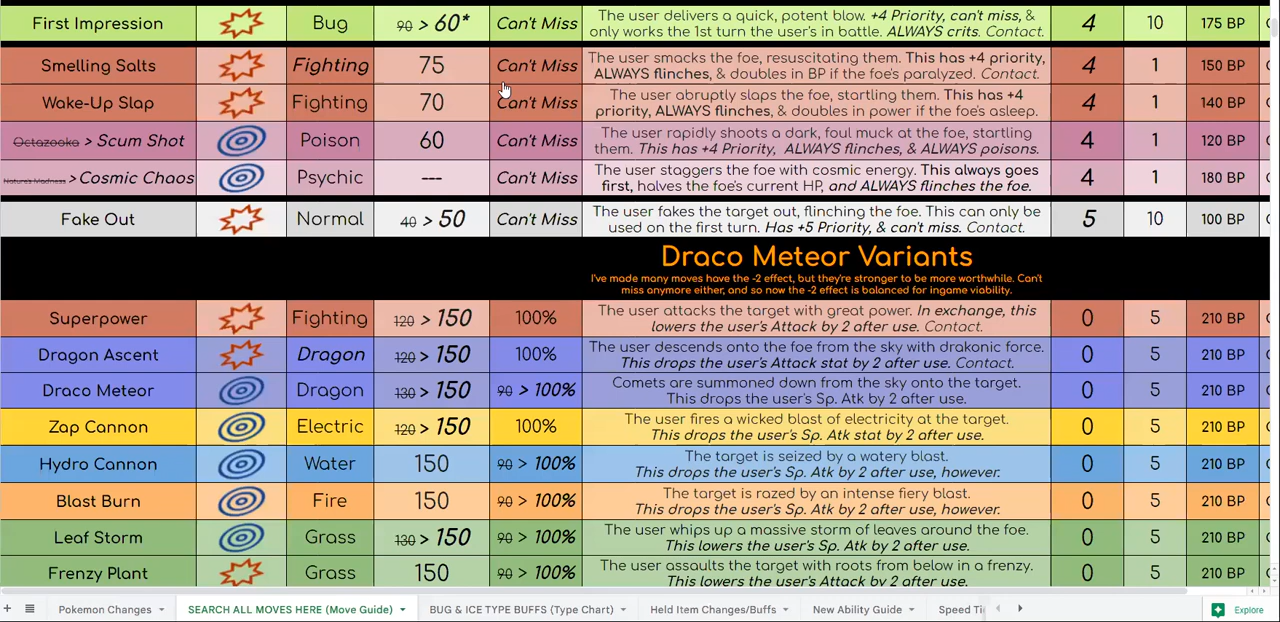 First Impression Bug 90 > 60* Can't Miss The user delivers a quick, potent blow. +4 Priority, can't miss, & 4 10 175 BP
only works the 1st turn the user's in battle. ALWAYS crits. Contact.
Smelling Salts Fighting 75 Can't Miss The user smacks the foe, resuscitating them. This has +4 priority, 4 1 150 BP
ALWAYS flinches, & doubles in BP if the foe's paralyzed. Contact.
Wake-Up Slap Fighting 70 Can't Miss The user abruptly slaps the foe, startling them. This has +4 4 1 140 BP
priority, ALWAYS flinches, & doubles in power if the foe's asleep.
Octazooka > Scum Shot Poison 60 Can't Miss The user rapidly shoots a dark, foul muck at the foe, startling 4 1 120 BP
them. This has +4 Priority, ALWAYS flinches, & ALWAYS poisons.
Nature's Madness > Cosmic Chaos Psychic --- Can't Miss The user staggers the foe with cosmic energy. This always goes 4 1 180 BP
first, halves the foe's current HP, and ALWAYS flinches the foe.
Fake Out Normal 40 > 50 Can't Miss The user fakes the target out, flinching the foe. This can only be 5 10 100 BP
used on the first turn. Has +5 Priority, & can't miss. Contact.
Draco Meteor Variants
I've made many moves have the -2 effect, but they're stronger to be more worthwhile. Can't
miss anymore either, and so now the -2 effect is balanced for ingame viability.
Superpower Fighting 120 > 150 100% The user attacks the target with great power. In exchange, this 0 5 210 BP
lowers the user's Attack by 2 after use. Contact.
Dragon Ascent Dragon 120 > 150 100% The user descends onto the foe from the sky with drakonic force. 0 5 210 BP
This drops the user's Attack stat by 2 after use. Contact.
Draco Meteor Dragon 130 > 150 90 > 100% Comets are summoned down from the sky onto the target. 0 5 210 BP
This drops the user's Sp. Atk by 2 after use.
Zap Cannon Electric 120 > 150 100% The user fires a wicked blast of electricity at the target. 0 5 210 BP
This drops the user's Sp. Atk stat by 2 after use.
Hydro Cannon Water 150 90 > 100% The target is seized by a watery blast. 0 5 210 BP
This drops the user's Sp. Atk by 2 after use, however.
Blast Burn Fire 150 90 > 100% The target is razed by an intense fiery blast. 0 5 210 BP
This drops the user's Sp. Atk by 2 after use, however.
Leaf Storm Grass 130 > 150 90 > 100% The user whips up a massive storm of leaves around the foe. 0 5 210 BP
This lowers the user's Sp. Atk by 2 after use.
Frenzy Plant Grass 150 90 > 100% The user assaults the target with roots from below in a frenzy. 0 5 210 BP
This lowers the user's Atk by 2 after use.
+ Pokemon Changes SEARCH ALL MOVES HERE (Move Guide) BUG & ICE TYPE BUFFS (Type Chart) Held Item Changes/Buffs New Ability Guide Speed Ti Explore